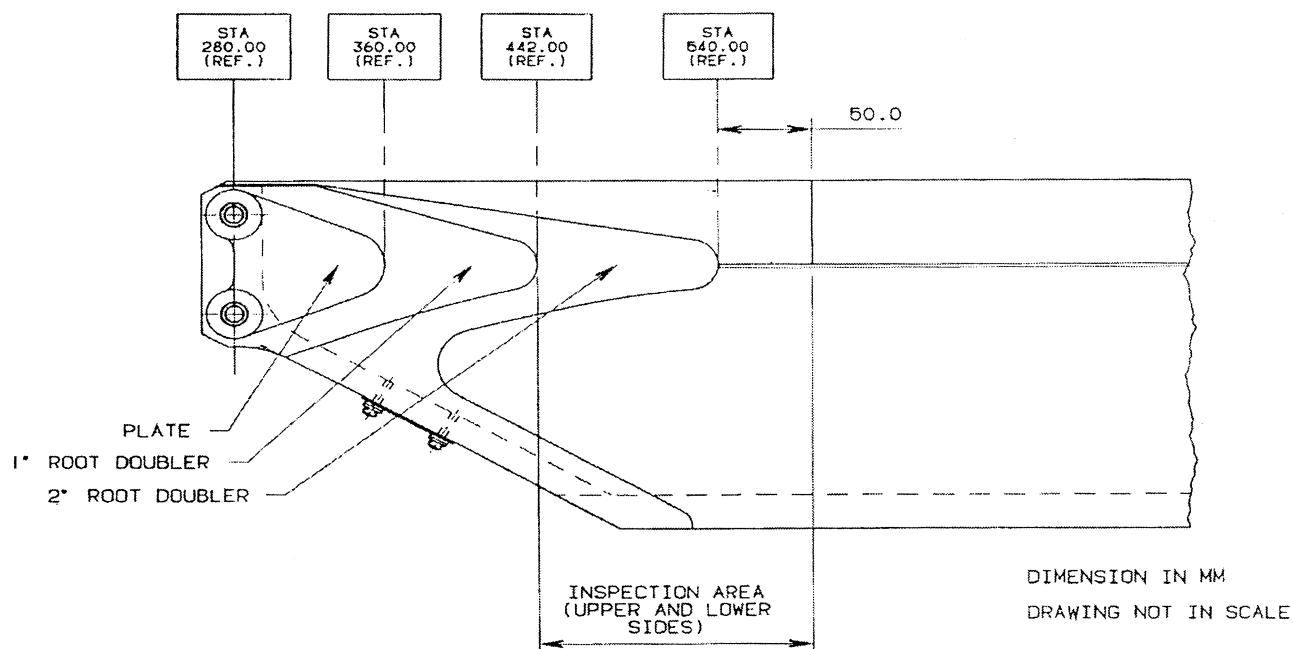 STA
280.00
(REF.)
STA
360.00
(REF.)
STA
442.00
(REF.)
STA
540.00
(REF.)
50.0
PLATE
1° ROOT DOUBLER
2° ROOT DOUBLER
INSPECTION AREA
(UPPER AND LOWER
SIDES)
DIMENSION IN MM
DRAWING NOT IN SCALE